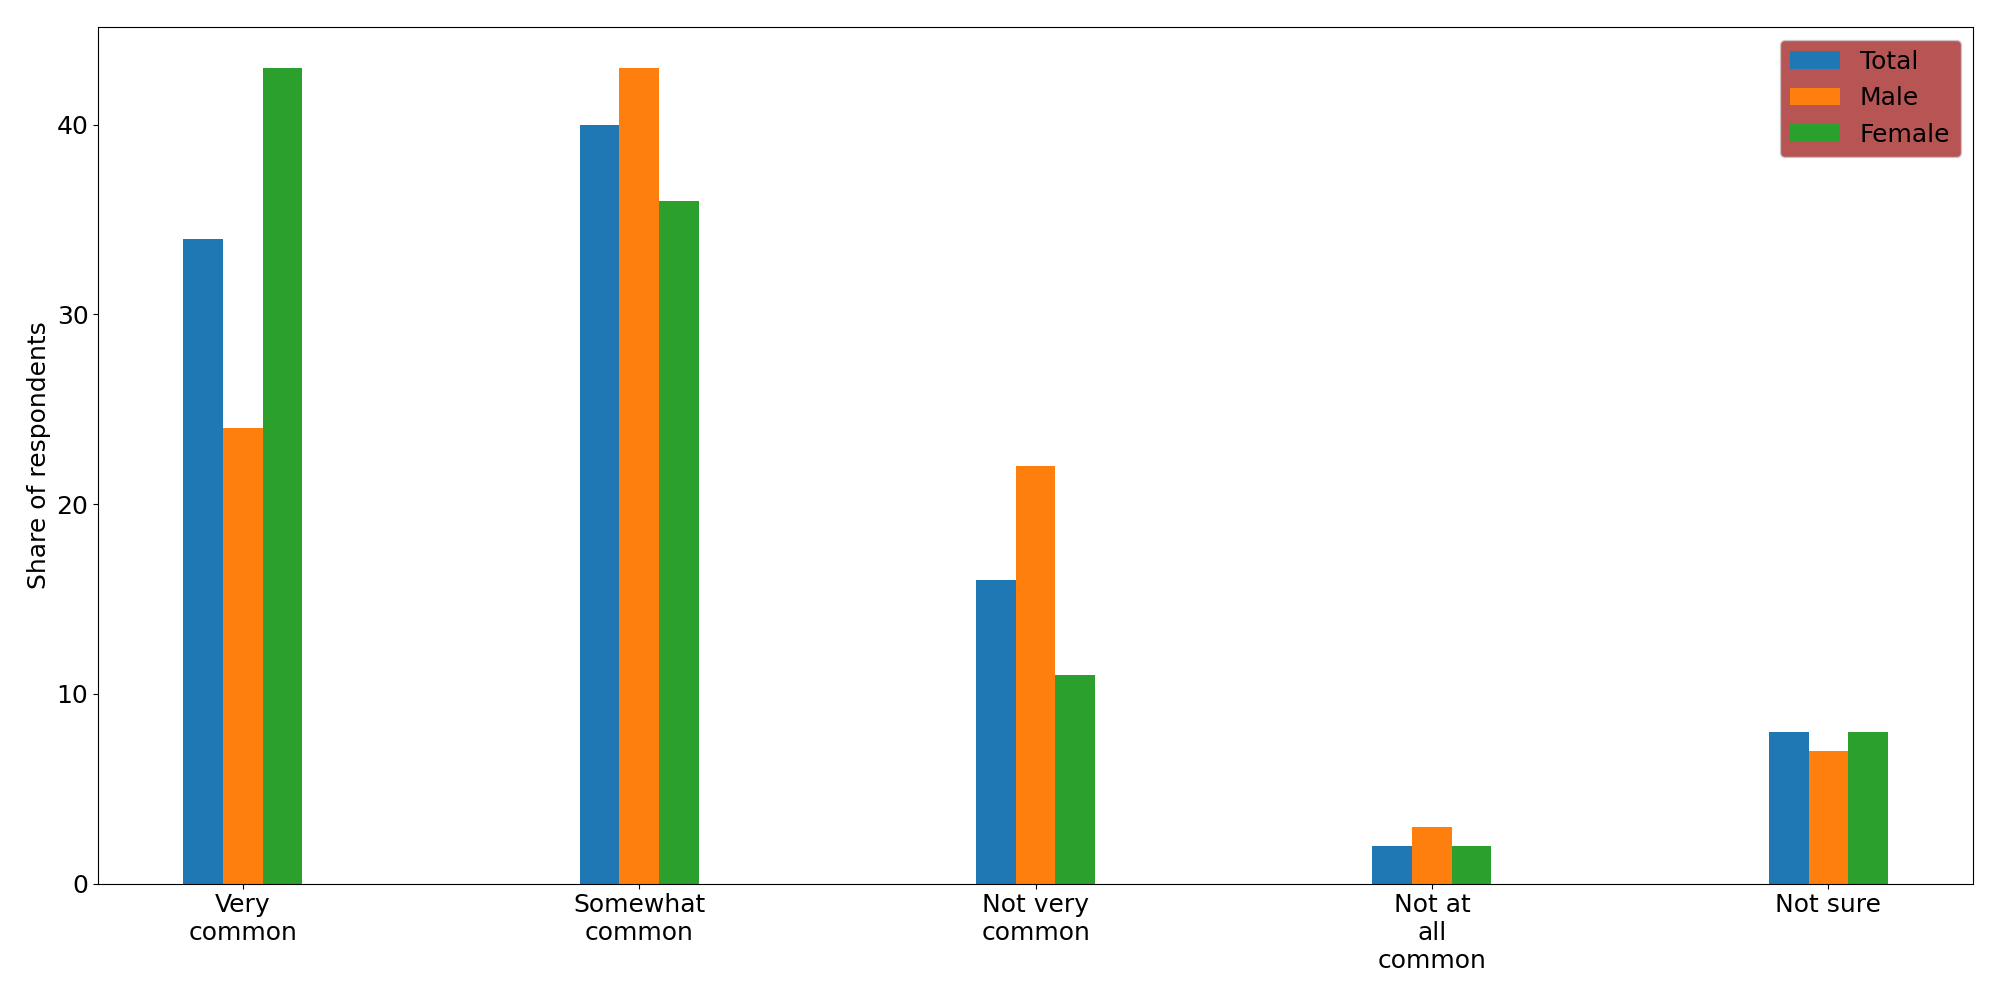 Total
Male
Female
Share of respondents
40
30
20
10
0
Very
common
Somewhat
common
Not very
common
Not at
all
common
Not sure